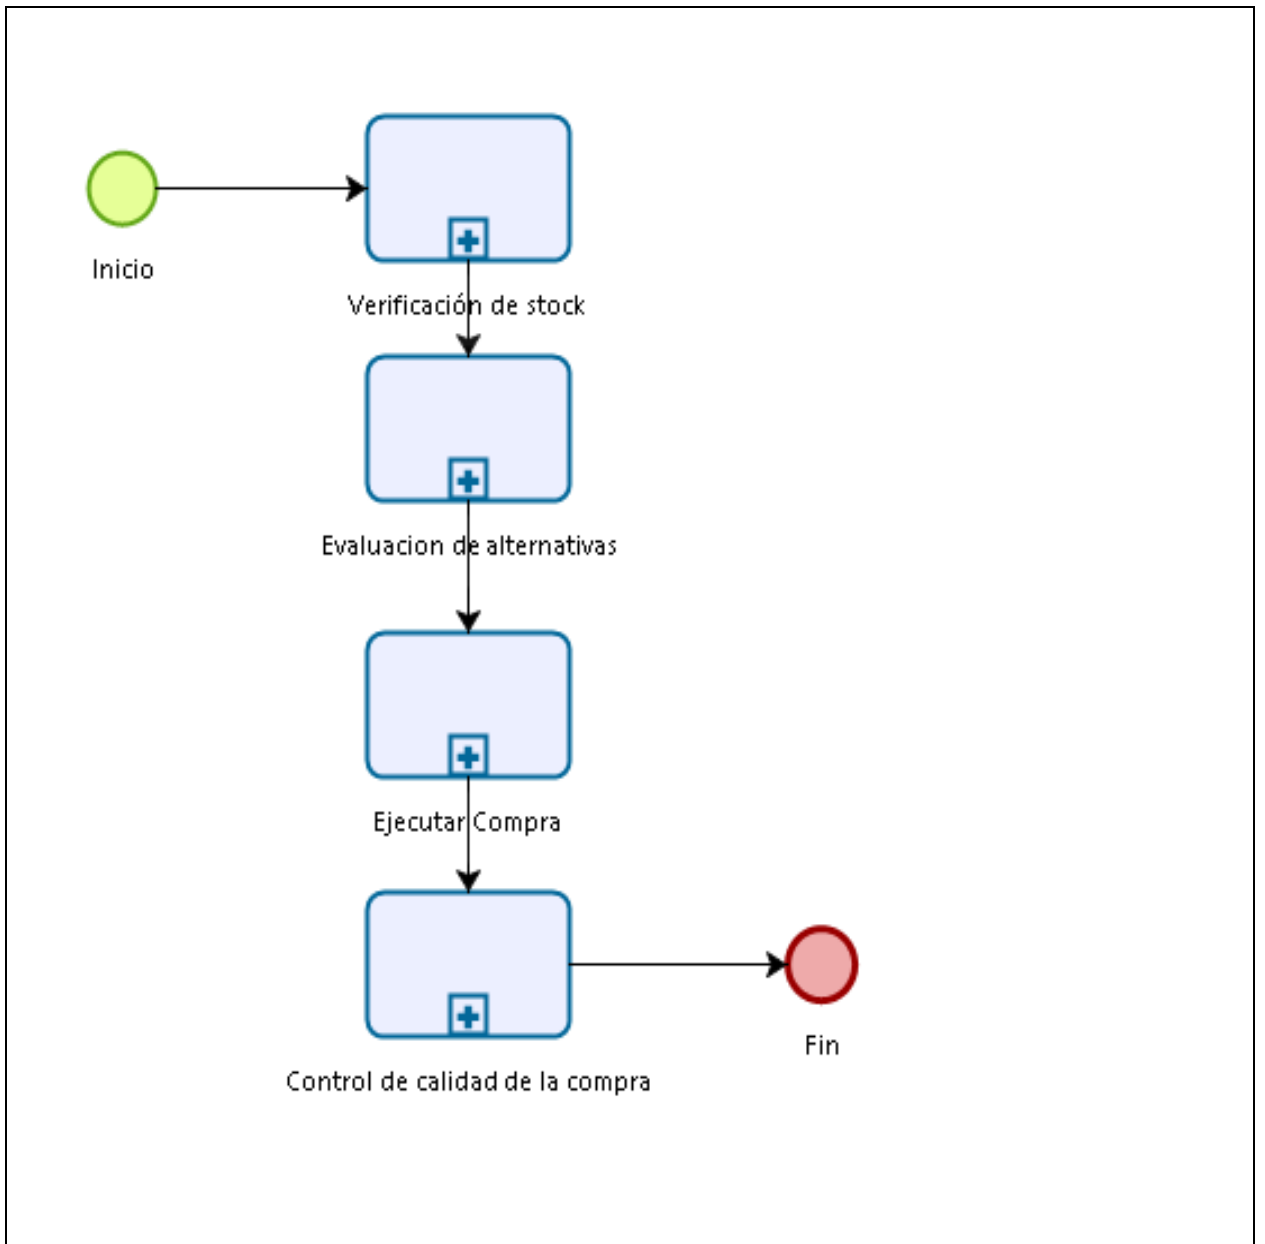 Inicio
Verificación de stock
Evaluacion de alternativas
Ejecutar Compra
Control de calidad de la compra
Fin